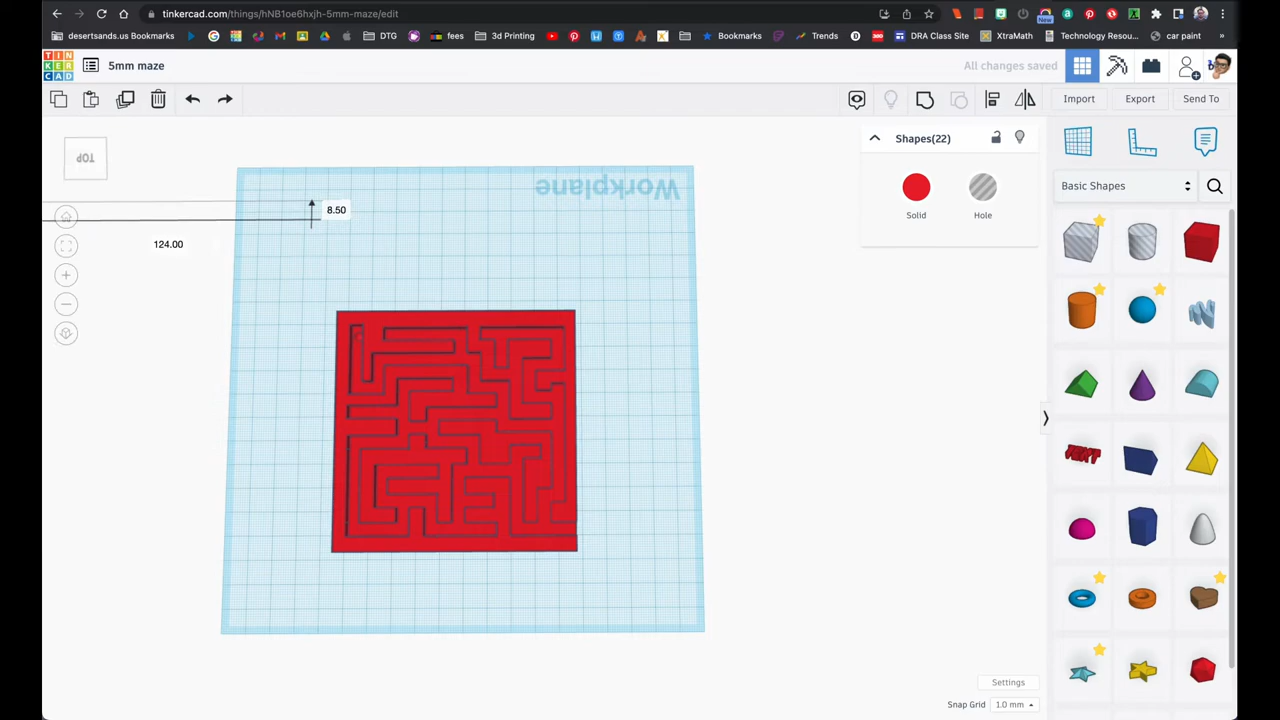 tinkercad.com/things/hNB1oe6hxjh-5mm-maze/edit
New
desertsands.us Bookmarks
DTG
fees
3d Printing
Bookmarks
Trends
DRA Class Site
XtraMath
Technology Resou...
car paint
»
TIN
KER
CAD
5mm maze
All changes saved
Import
Export
Send To
TOP
Shapes(22)
Workplane
Basic Shapes
8.50
Solid
Hole
124.00
TEXT
Settings
Snap Grid
1.0 mm